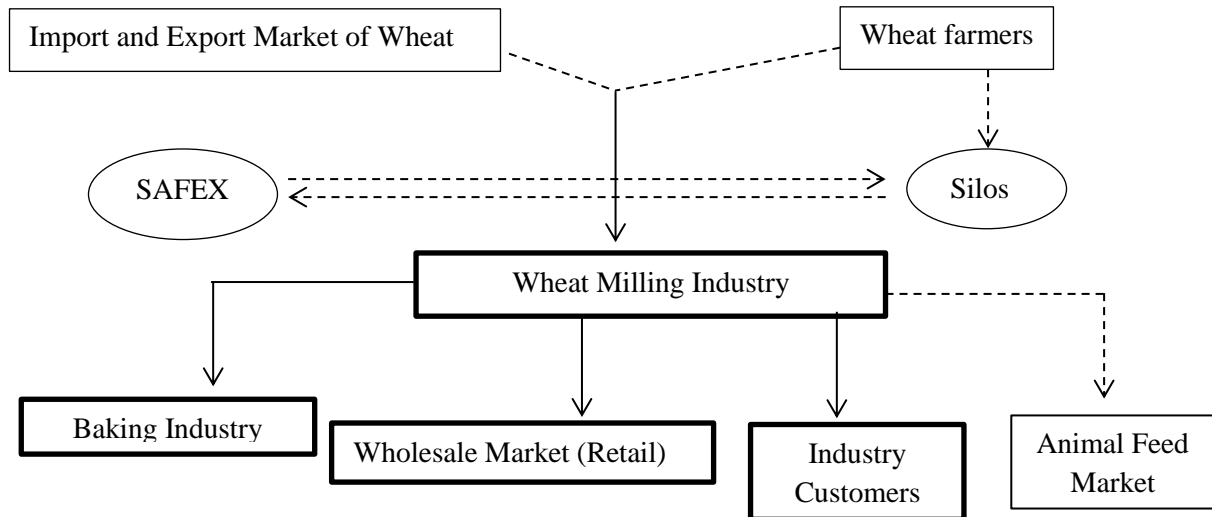 Import and Export Market of Wheat
Wheat farmers
SAFEX
Silos
Wheat Milling Industry
Baking Industry
Wholesale Market (Retail)
Industry
Customers
Animal Feed
Market